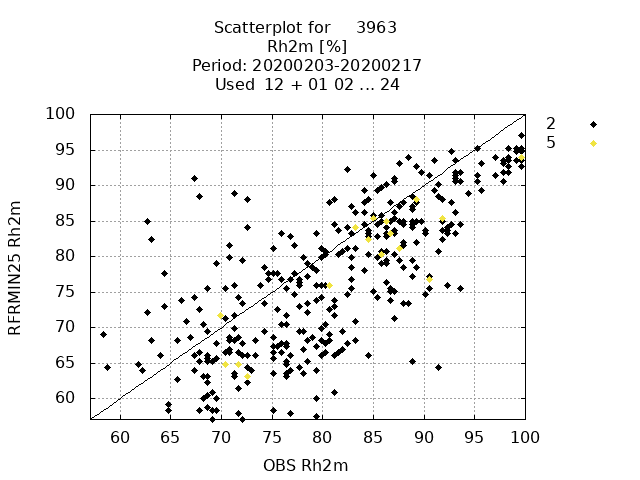 Scatterplot for 3963
Rh2m [%]
Period: 20200203-20200217
Used 12 + 01 02 ... 24
100
95
90
85
80
75
70
65
60
RFRMIN25 Rh2m
60 65 70 75 80 85 90 95 100
OBS Rh2m
2
5